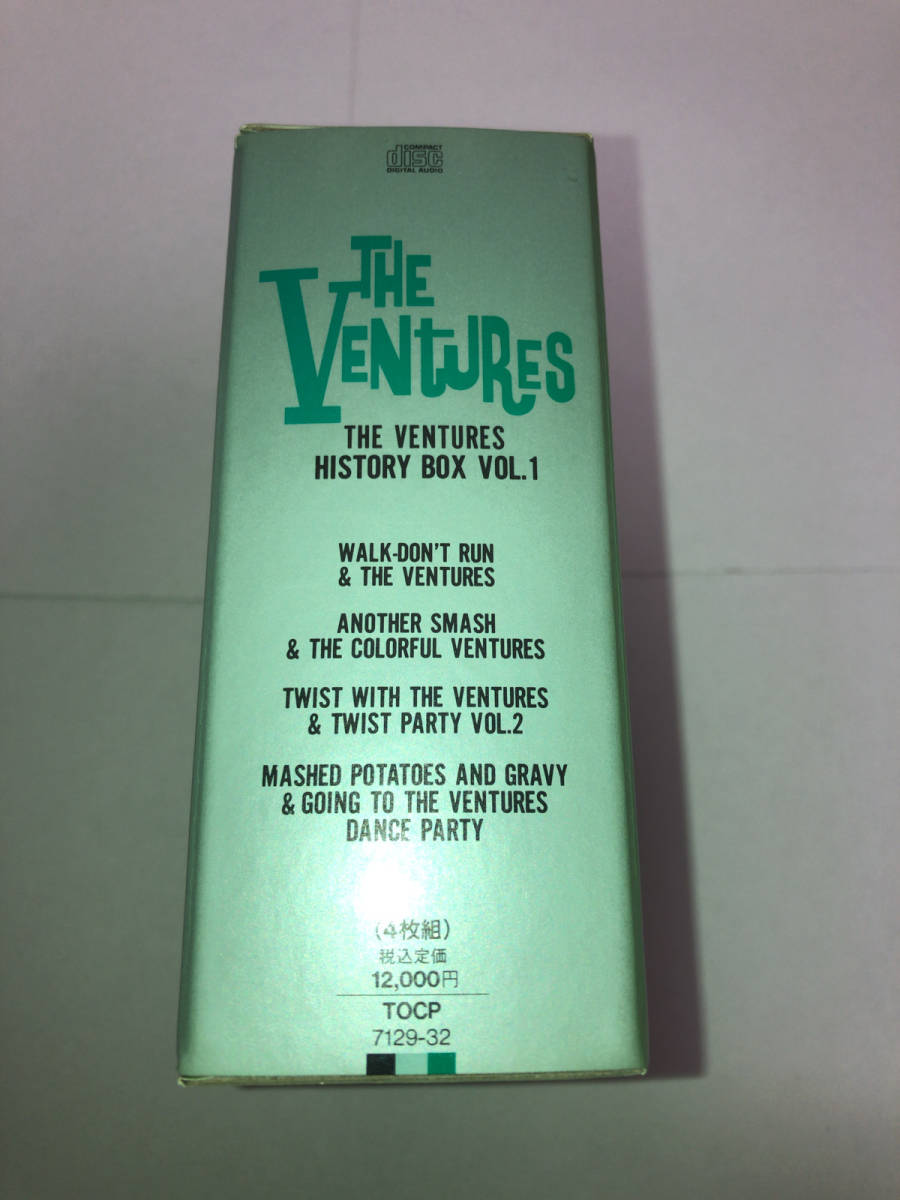 COMPACT
disc
DIGITAL AUDIO
THE
VENTURES
THE VENTURES
HISTORY BOX VOL.1
WALK-DON'T RUN
& THE VENTURES
ANOTHER SMASH
& THE COLORFUL VENTURES
TWIST WITH THE VENTURES
& TWIST PARTY VOL.2
MASHED POTATOES AND GRAVY
& GOING TO THE VENTURES
DANCE PARTY
(4枚組)
税込定価
12,000円
TOCP
7129-32